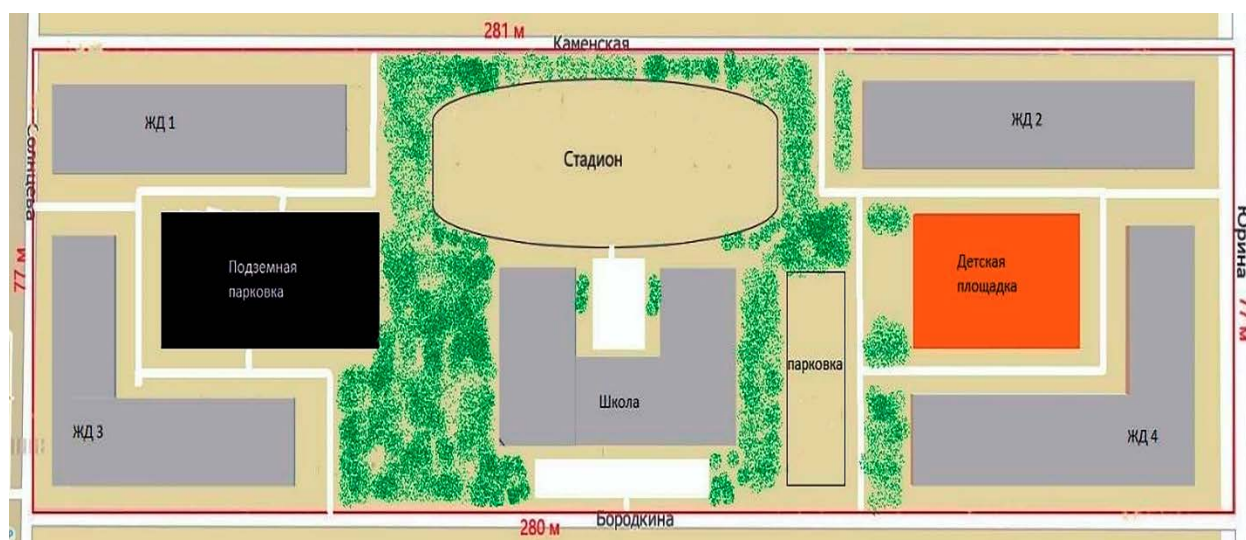 281 м
Каменская
ЖД 1
ЖД 2
Стадион
Солнцева
Юрина
77 м
77 м
Подземная
парковка
Детская
площадка
парковка
Школа
ЖД 3
ЖД 4
280 м
Бородкина